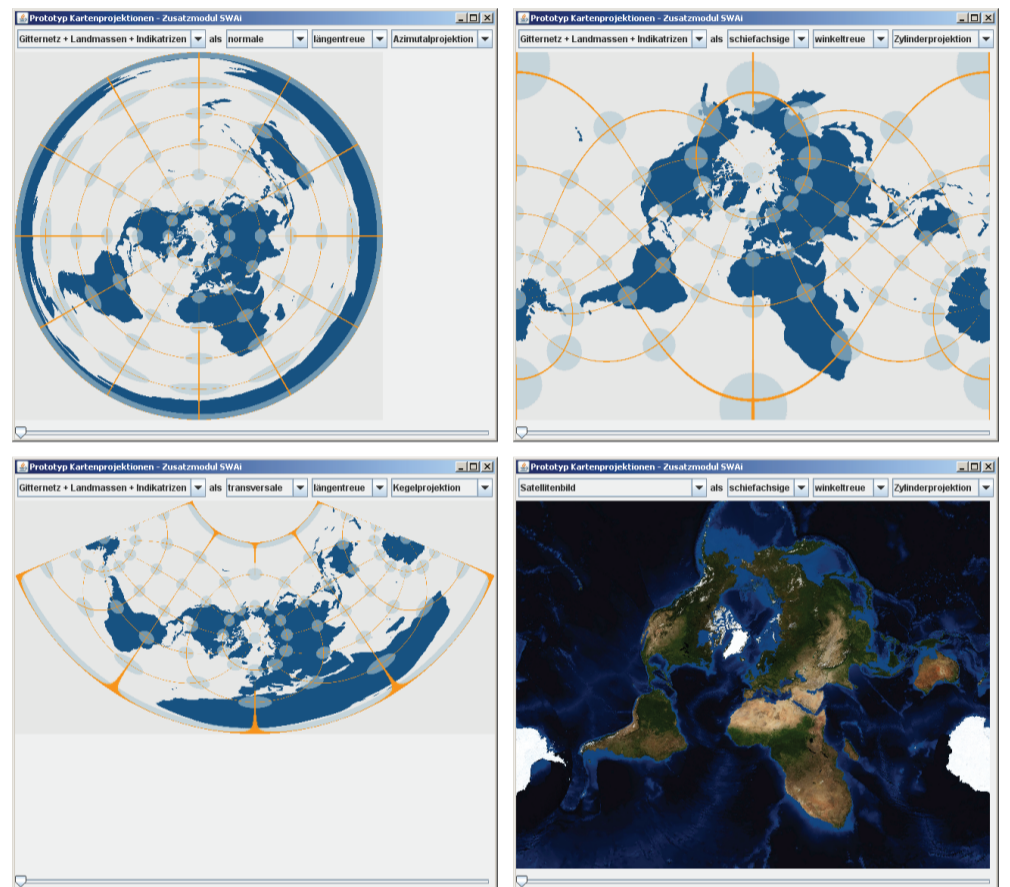 Prototyp Kartenprojektionen - Zusatzmodul SWAi
Gitternetz + Landmassen + Indikatrizen als normale längentreue Azimutalprojektion
Prototyp Kartenprojektionen - Zusatzmodul SWAi
Gitternetz + Landmassen + Indikatrizen als schiefachsige winkeltreue Zylinderprojektion
Prototyp Kartenprojektionen - Zusatzmodul SWAi
Gitternetz + Landmassen + Indikatrizen als transversale längentreue Kegelprojektion
Prototyp Kartenprojektionen - Zusatzmodul SWAi
Satellitenbild als schiefachsige winkeltreue Zylinderprojektion